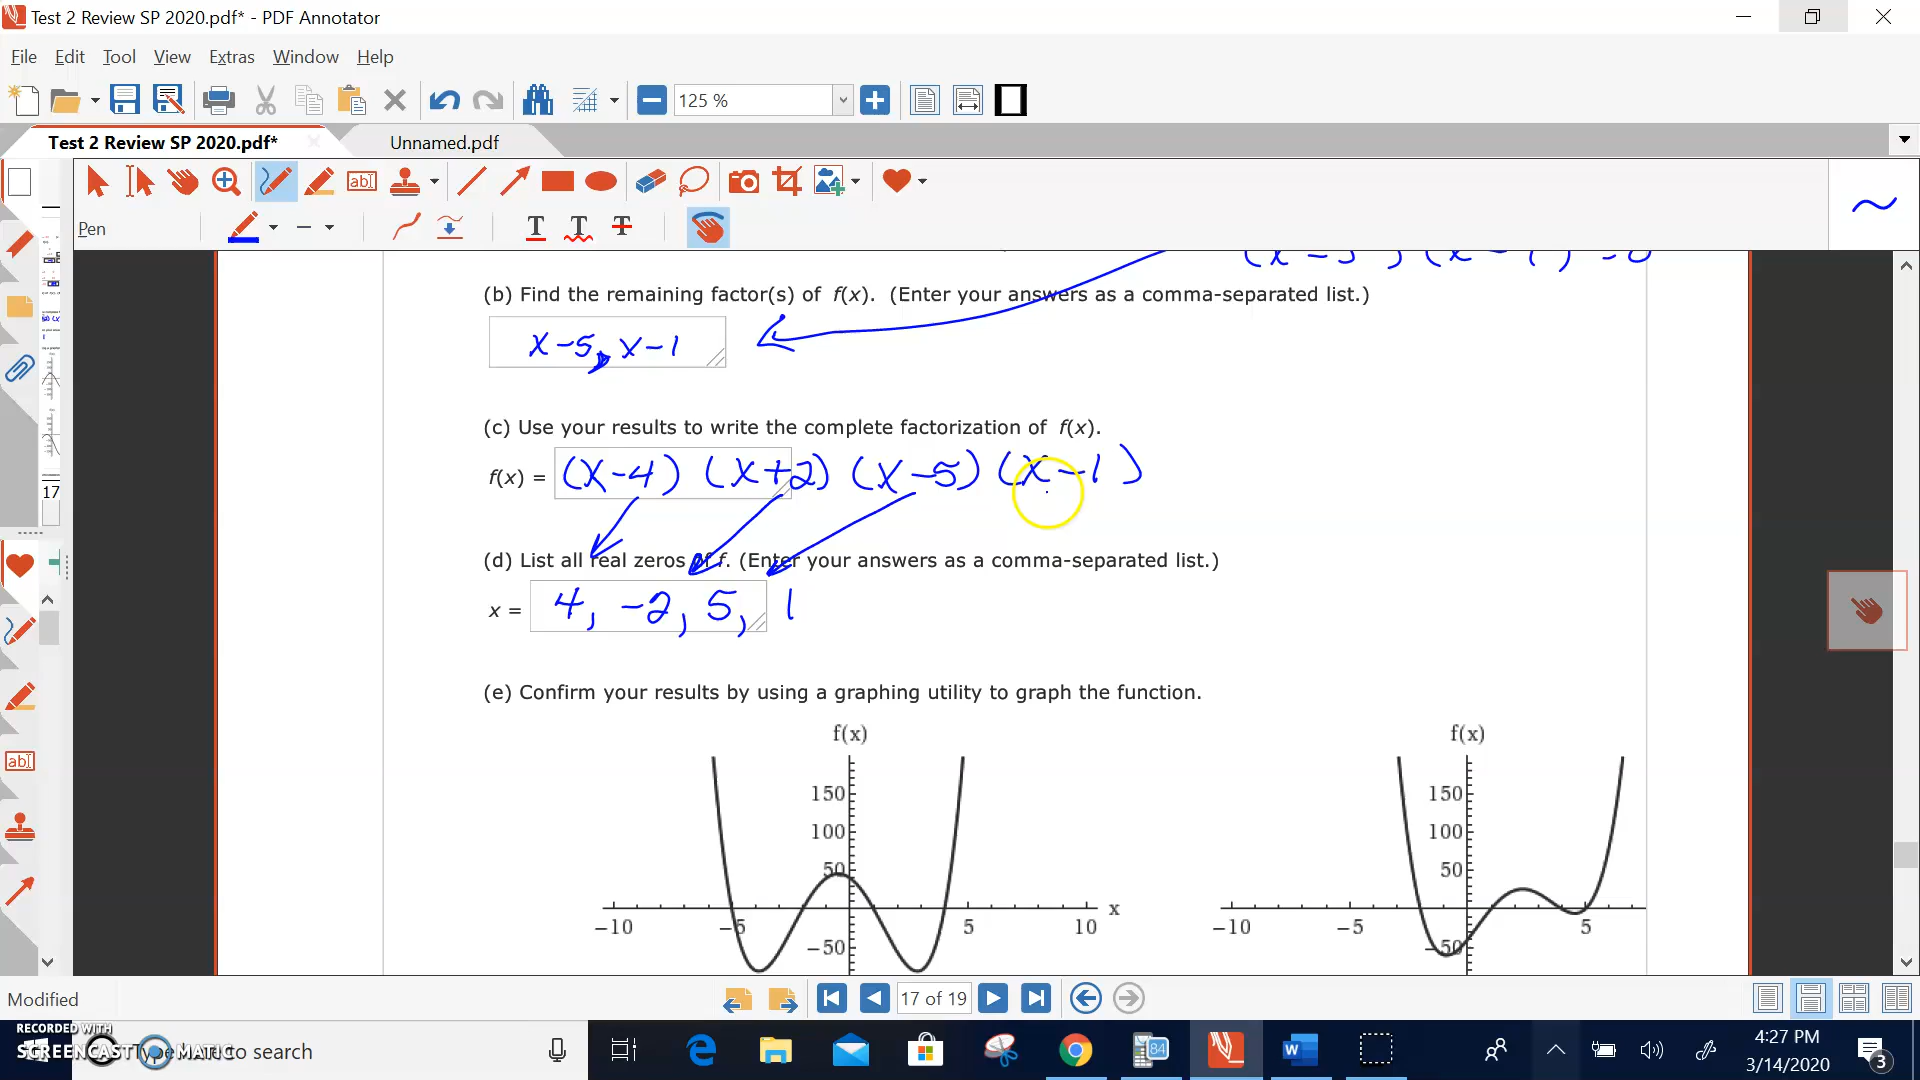 Test 2 Review SP 2020.pdf* - PDF Annotator
File Edit Tool View Extras Window Help
125 %
Test 2 Review SP 2020.pdf* Unnamed.pdf
Pen
(b) Find the remaining factor(s) of f(x). (Enter your answers as a comma-separated list.)
x-5, x-1
(c) Use your results to write the complete factorization of f(x).
f(x) = (x-4) (x+2) (x-5) (x-1)
(d) List all real zeros of f. (Enter your answers as a comma-separated list.)
x = 4, -2, 5, 1
(e) Confirm your results by using a graphing utility to graph the function.
f(x) f(x)
150 150
100 100
50 50
x
-10 -5 5 10 -10 -5 5
-50 -50
17
Modified 17 of 19
RECORDED WITH
SCREENCAST MATIC
Type here to search
84
4:27 PM
3/14/2020
3